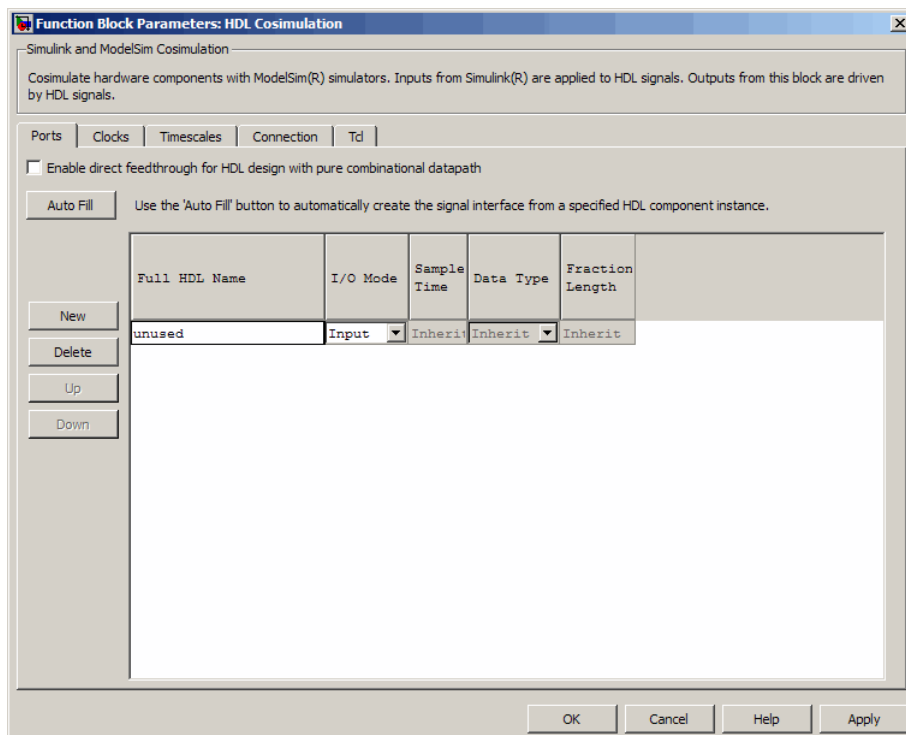 Function Block Parameters: HDL Cosimulation
Simulink and ModelSim Cosimulation
Cosimulate hardware components with ModelSim(R) simulators. Inputs from Simulink(R) are applied to HDL signals. Outputs from this block are driven
by HDL signals.
Ports Clocks Timescales Connection Tcl
Enable direct feedthrough for HDL design with pure combinational datapath
Auto Fill Use the 'Auto Fill' button to automatically create the signal interface from a specified HDL component instance.
Full HDL Name I/O Mode Sample Time Data Type Fraction Length
New
unused Input Inherit Inherit Inherit
Delete
Up
Down
OK Cancel Help Apply